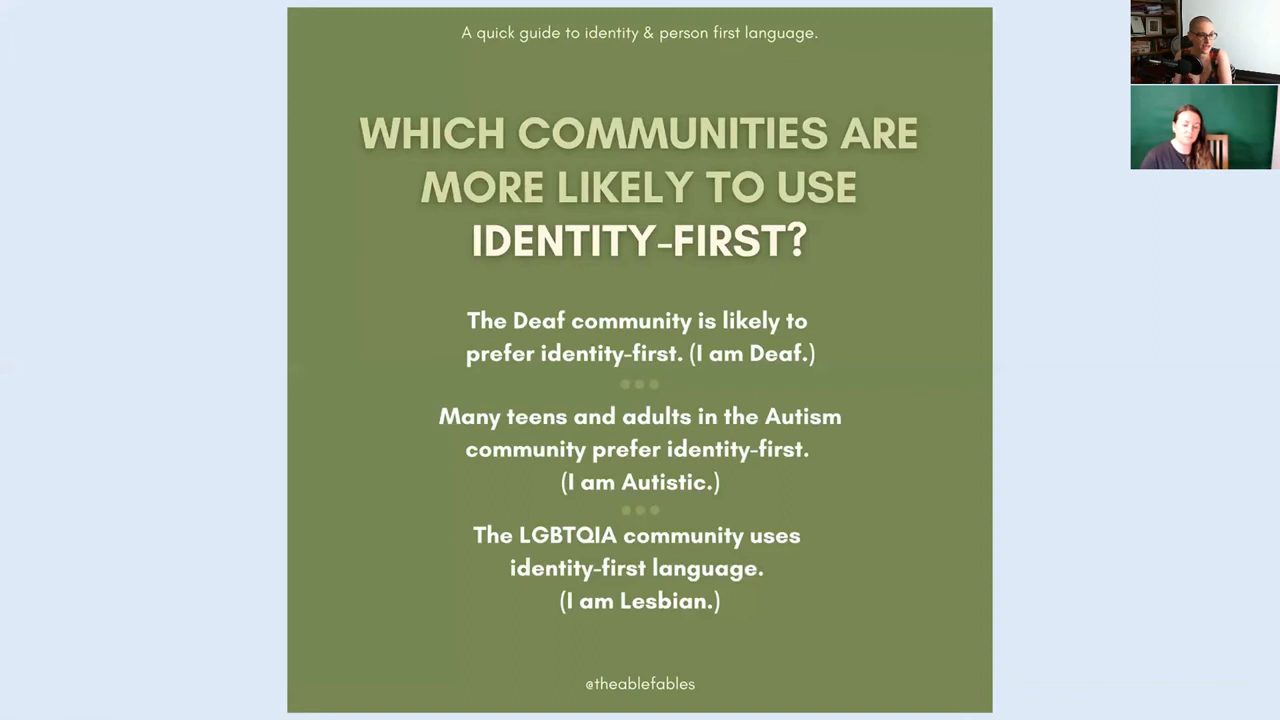 A quick guide to identity & person first language.
WHICH COMMUNITIES ARE
MORE LIKELY TO USE
IDENTITY-FIRST?
The Deaf community is likely to
prefer identity-first. (I am Deaf.)
Many teens and adults in the Autism
community prefer identity-first.
(I am Autistic.)
The LGBTQIA community uses
identity-first language.
(I am Lesbian.)
@theablefables